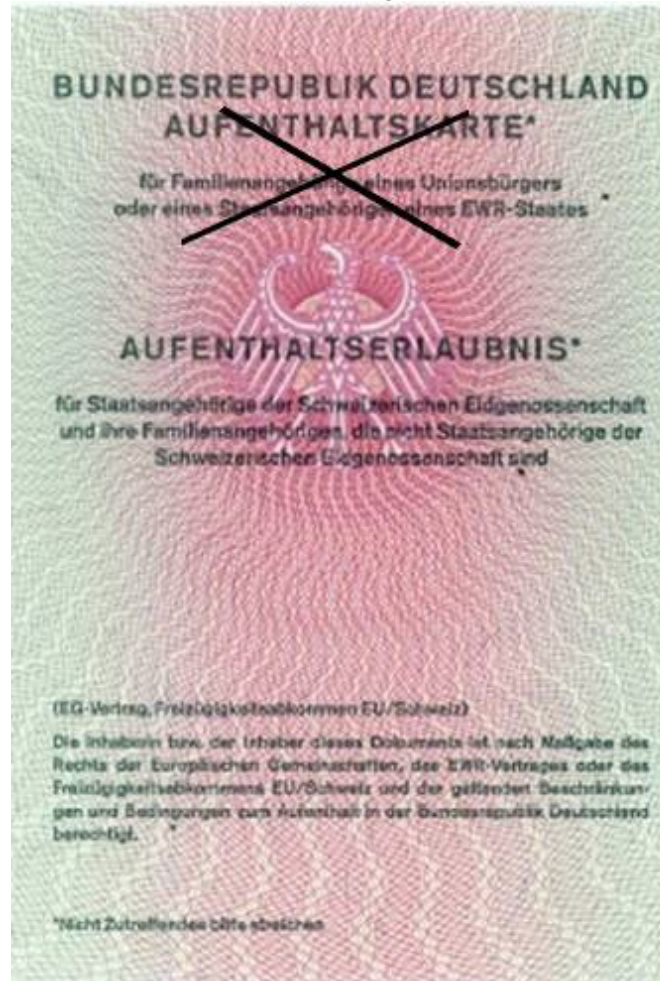 BUNDESREPUBLIK DEUTSCHLAND
AUFENTHALTSKARTE*
für Familienangehörige eines Unionsbürgers
oder eines Staatsangehörigen eines EWR-Staates *
AUFENTHALTSERLAUBNIS*
für Staatsangehörige der Schweizerischen Eidgenossenschaft
und ihre Familienangehörigen, die nicht Staatsangehörige der
Schweizerischen Eidgenossenschaft sind
(EG-Vertrag, Freizügigkeitsabkommen EU/Schweiz)
Die Inhaberin bzw. der Inhaber dieses Dokuments ist nach Maßgabe des
Rechts der Europäischen Gemeinschaften, des EWR-Vertrages oder des
Freizügigkeitsabkommens EU/Schweiz und der geltenden Beschränkun-
gen und Bedingungen zum Aufenthalt in der Bundesrepublik Deutschland
berechtigt. *
*Nicht Zutreffendes bitte streichen